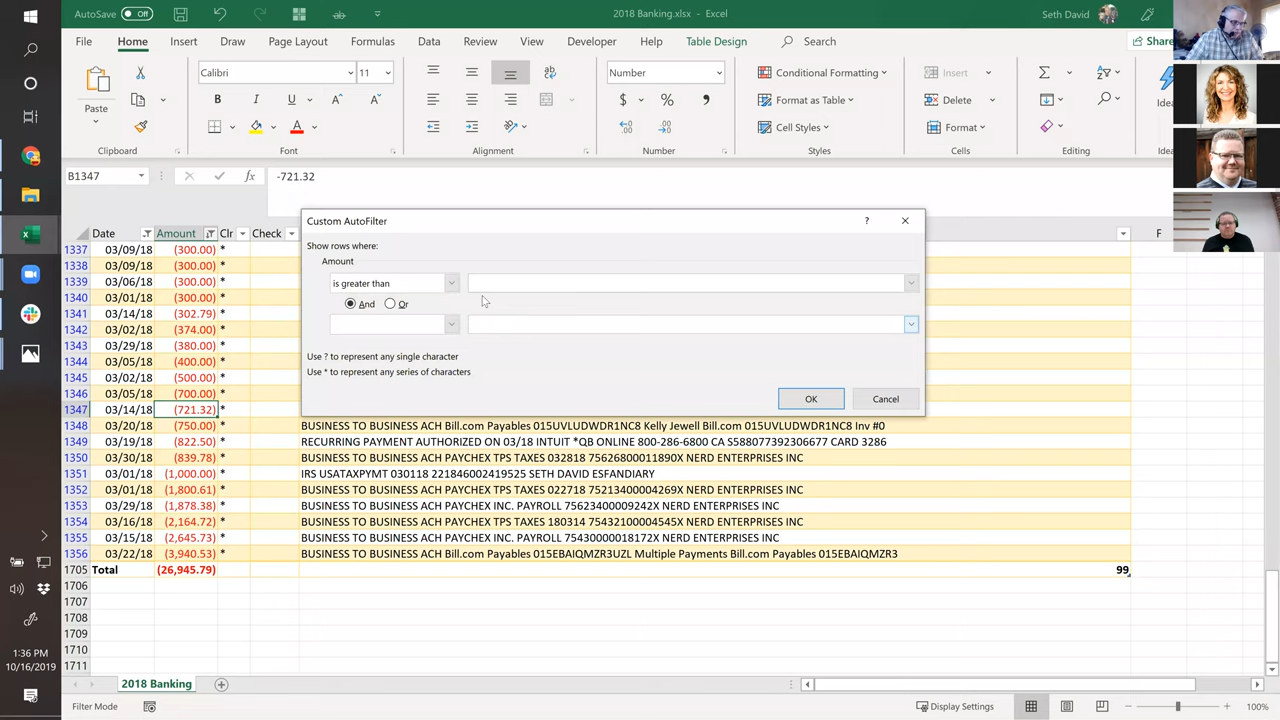 AutoSave Off 2018 Banking.xlsx - Excel Seth David
File Home Insert Draw Page Layout Formulas Data Review View Developer Help Table Design Search Share
Paste
Calibri 11
B I U
Number
$ % ,
Conditional Formatting
Format as Table
Cell Styles
Insert
Delete
Format
Clipboard Font Alignment Number Styles Cells Editing
B1347 fx -721.32
Date Amount Clr Check F
1337 03/09/18 (300.00) *
1338 03/09/18 (300.00) *
1339 03/06/18 (300.00) *
1340 03/01/18 (300.00) *
1341 03/14/18 (302.79) *
1342 03/02/18 (374.00) *
1343 03/29/18 (380.00) *
1344 03/05/18 (400.00) *
1345 03/02/18 (500.00) *
1346 03/05/18 (700.00) *
1347 03/14/18 (721.32) *
1348 03/20/18 (750.00) * BUSINESS TO BUSINESS ACH Bill.com Payables 015UVLUDWDR1NC8 Kelly Jewell Bill.com 015UVLUDWDR1NC8 Inv #0
1349 03/19/18 (822.50) * RECURRING PAYMENT AUTHORIZED ON 03/18 INTUIT *QB ONLINE 800-286-6800 CA S588077392306677 CARD 3286
1350 03/30/18 (839.78) * BUSINESS TO BUSINESS ACH PAYCHEX TPS TAXES 032818 75626800011890X NERD ENTERPRISES INC
1351 03/01/18 (1,000.00) * IRS USATAXPYMT 030118 221846002419525 SETH DAVID ESFANDIARY
1352 03/01/18 (1,800.61) * BUSINESS TO BUSINESS ACH PAYCHEX TPS TAXES 022718 75213400004269X NERD ENTERPRISES INC
1353 03/29/18 (1,878.38) * BUSINESS TO BUSINESS ACH PAYCHEX INC. PAYROLL 75623400009242X NERD ENTERPRISES INC
1354 03/16/18 (2,164.72) * BUSINESS TO BUSINESS ACH PAYCHEX TPS TAXES 180314 75432100004545X NERD ENTERPRISES INC
1355 03/15/18 (2,645.73) * BUSINESS TO BUSINESS ACH PAYCHEX INC. PAYROLL 75430000018172X NERD ENTERPRISES INC
1356 03/22/18 (3,940.53) * BUSINESS TO BUSINESS ACH Bill.com Payables 015EBAIQMZR3UZL Multiple Payments Bill.com Payables 015EBAIQMZR3
1705 Total (26,945.79) 99
1706
1707
1708
1709
1710
1711
Custom AutoFilter ?
Show rows where:
Amount
is greater than
And Or
Use ? to represent any single character
Use * to represent any series of characters
OK Cancel
2018 Banking
Filter Mode Display Settings 100%
1:36 PM
10/16/2019